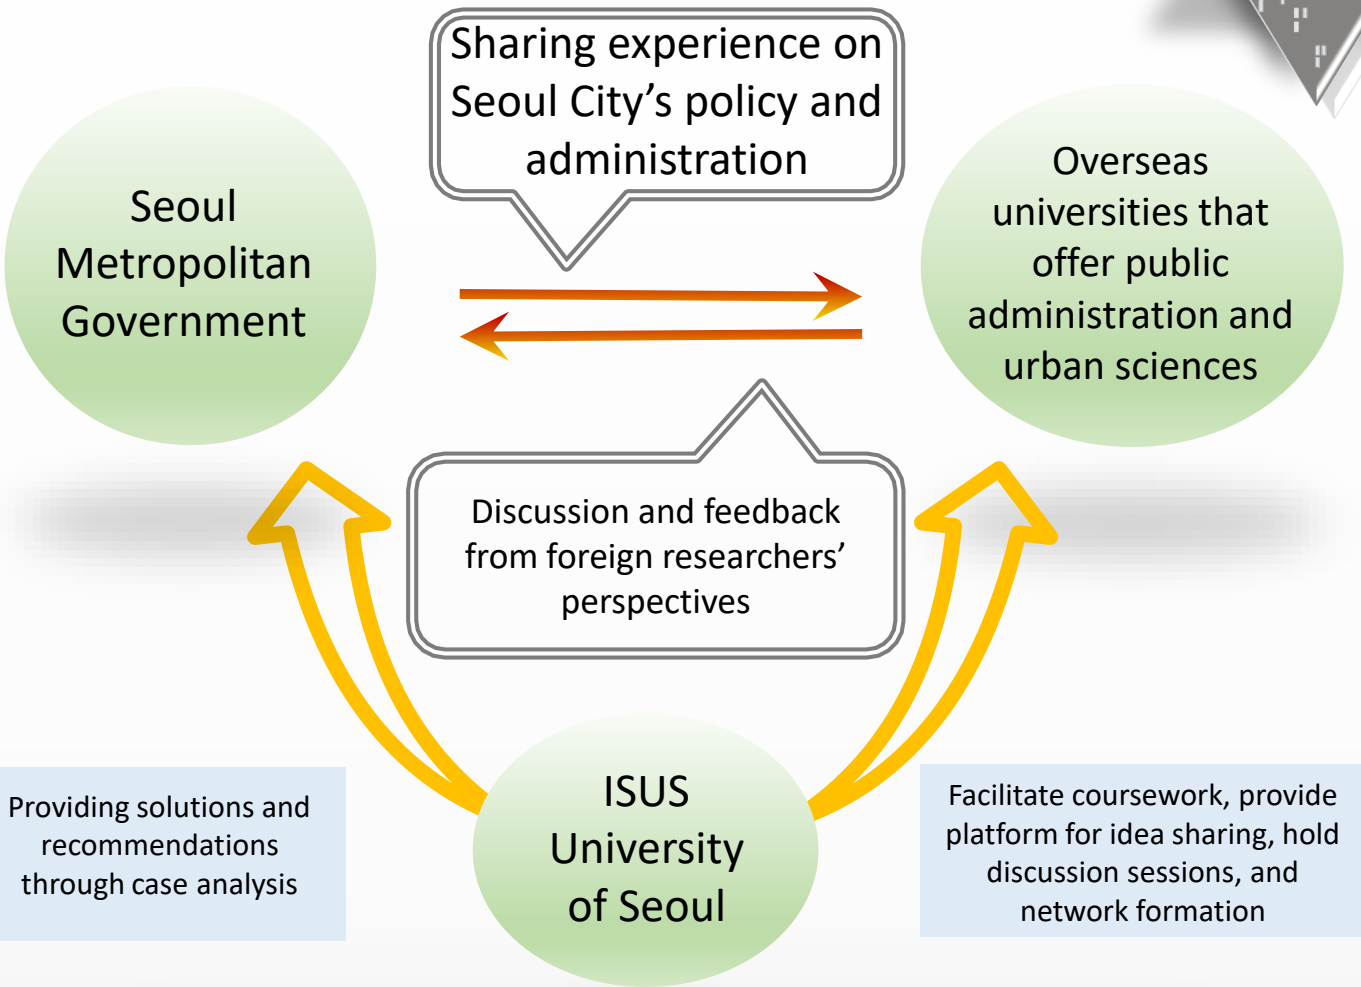 Sharing experience on
Seoul City’s policy and
administration
Seoul
Metropolitan
Government
Overseas
universities that
offer public
administration and
urban sciences
Discussion and feedback
from foreign researchers’
perspectives
ISUS
University
of Seoul
Providing solutions and
recommendations
through case analysis
Facilitate coursework, provide
platform for idea sharing, hold
discussion sessions, and
network formation